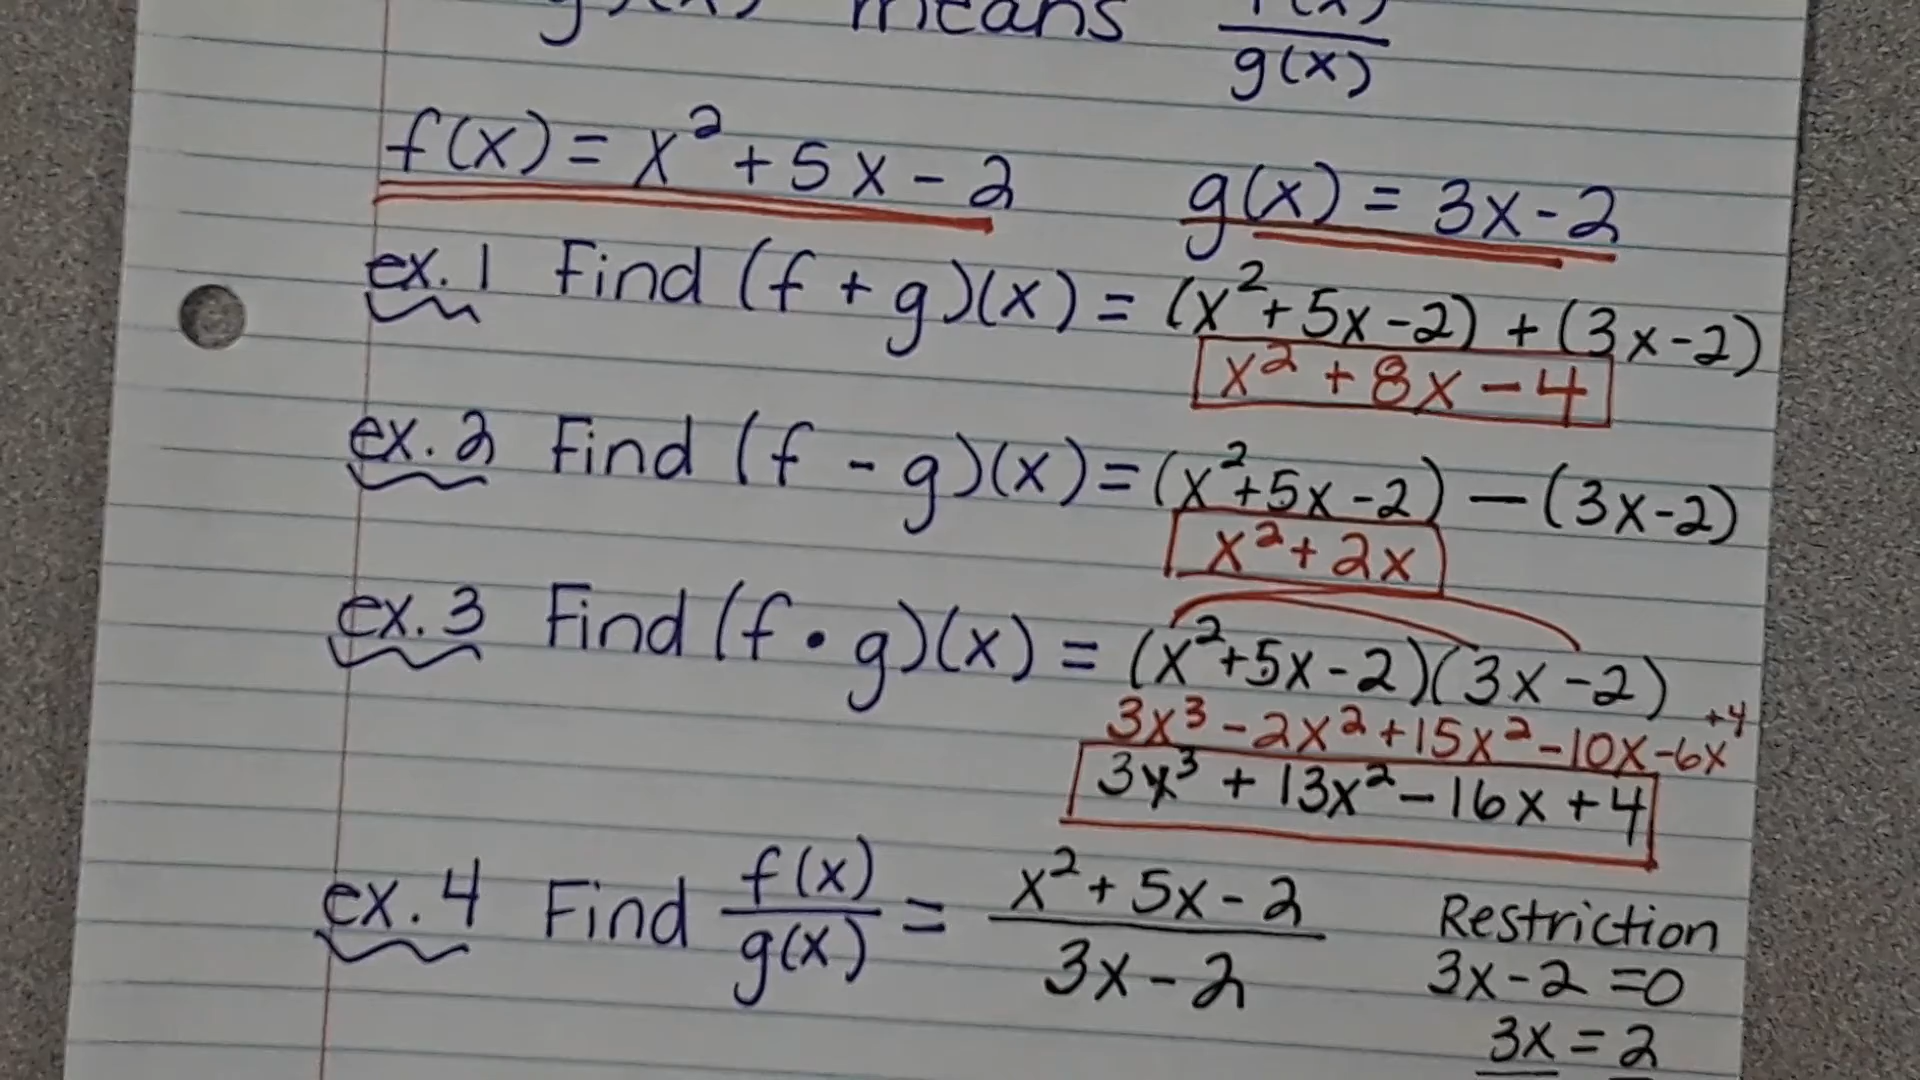 g)(x) means f(x)/g(x)
f(x) = x² + 5x - 2   g(x) = 3x - 2
ex. 1 Find (f + g)(x) = (x² + 5x - 2) + (3x - 2)
x² + 8x - 4
ex. 2 Find (f - g)(x) = (x² + 5x - 2) - (3x - 2)
x² + 2x
ex. 3 Find (f • g)(x) = (x² + 5x - 2)(3x - 2)
3x³ - 2x² + 15x² - 10x - 6x + 4
3x³ + 13x² - 16x + 4
ex. 4 Find f(x)/g(x) = x² + 5x - 2 / 3x - 2
Restriction
3x - 2 = 0
3x = 2